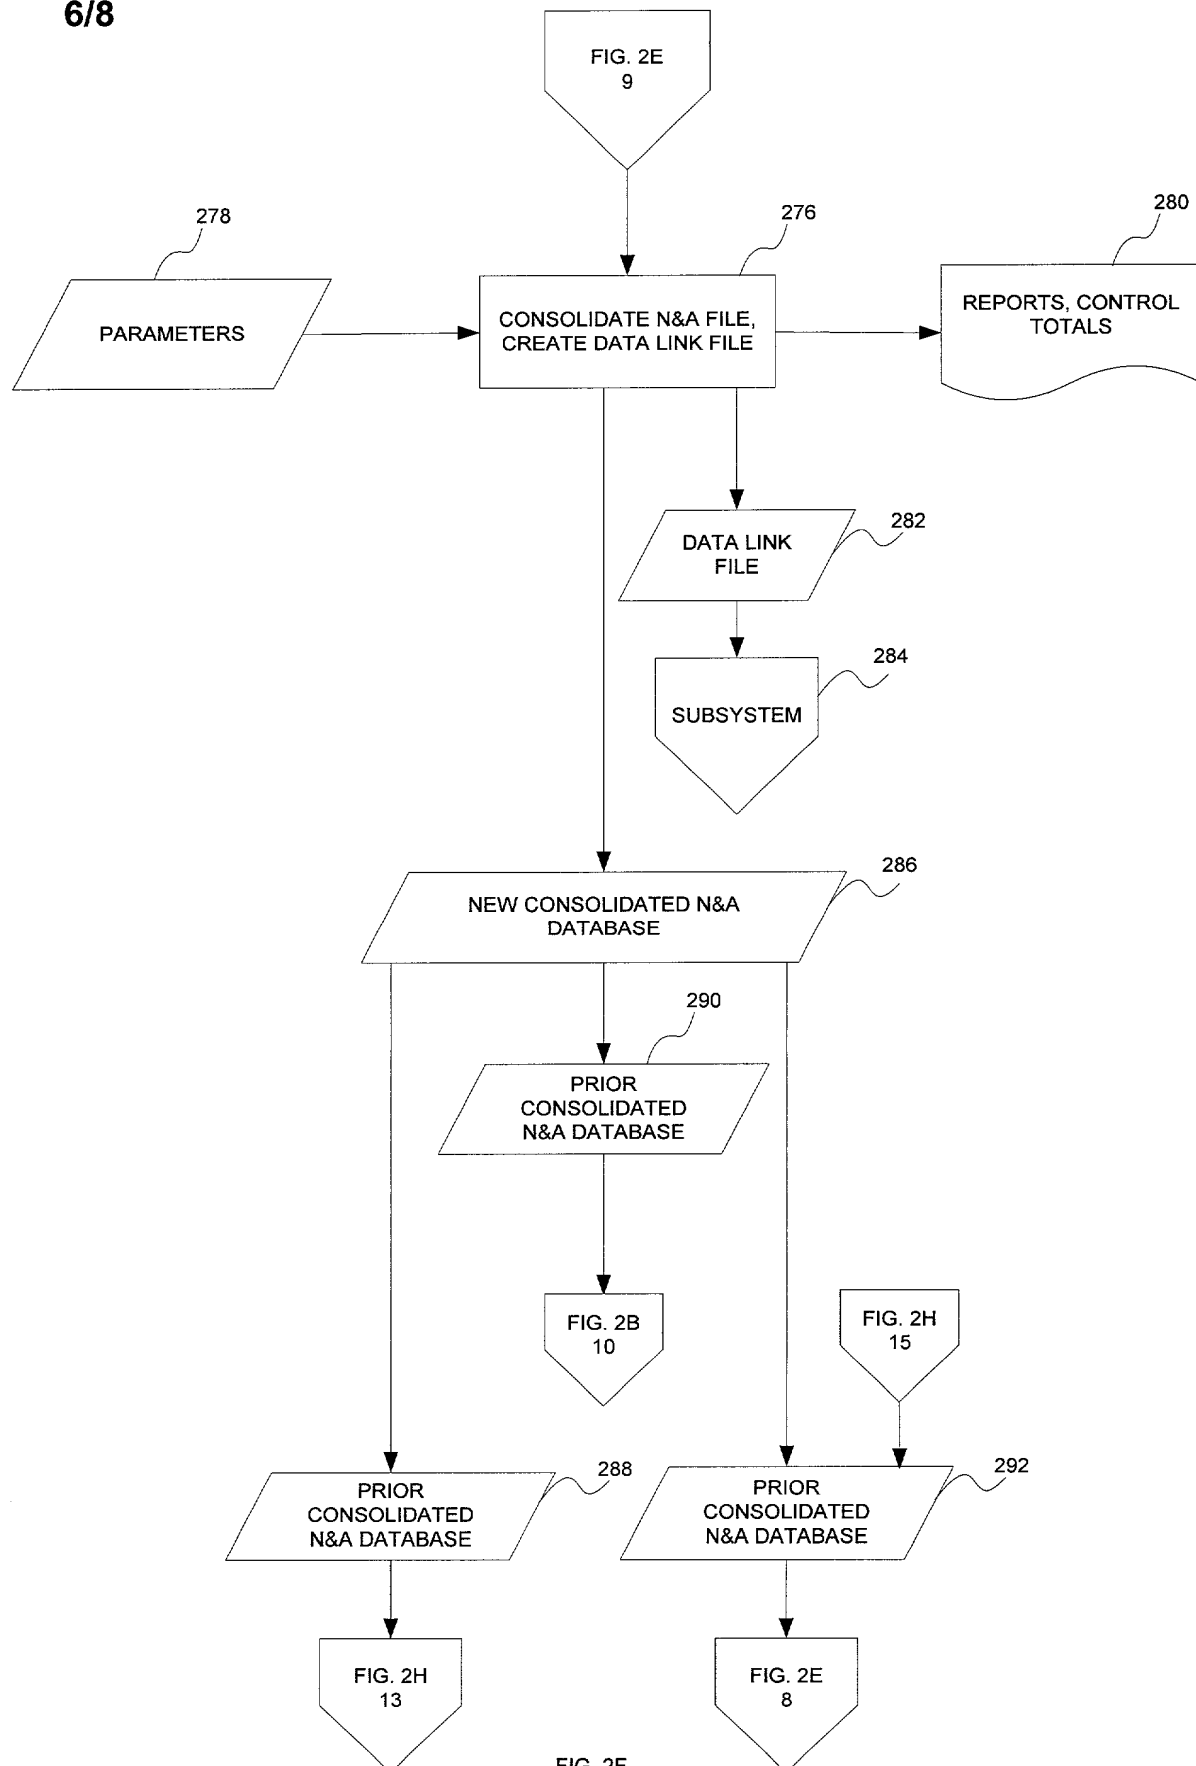 6/8
FIG. 2E
9
278
276
280
PARAMETERS
CONSOLIDATE N&A FILE,
CREATE DATA LINK FILE
REPORTS, CONTROL
TOTALS
282
DATA LINK
FILE
284
SUBSYSTEM
286
NEW CONSOLIDATED N&A
DATABASE
290
PRIOR
CONSOLIDATED
N&A DATABASE
FIG. 2B
10
FIG. 2H
15
288
PRIOR
CONSOLIDATED
N&A DATABASE
292
PRIOR
CONSOLIDATED
N&A DATABASE
FIG. 2H
13
FIG. 2E
8